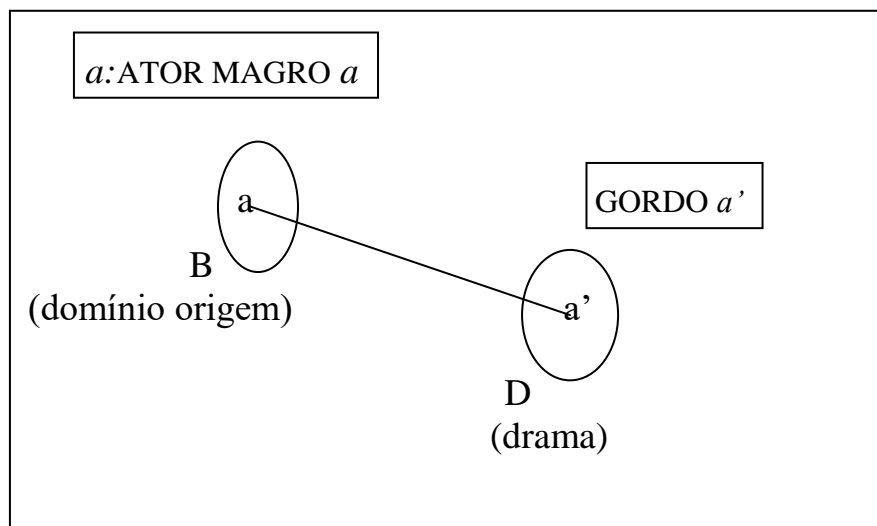 a:ATOR MAGRO a
a
GORDO a’
B
(domínio origem)
a’
D
(drama)